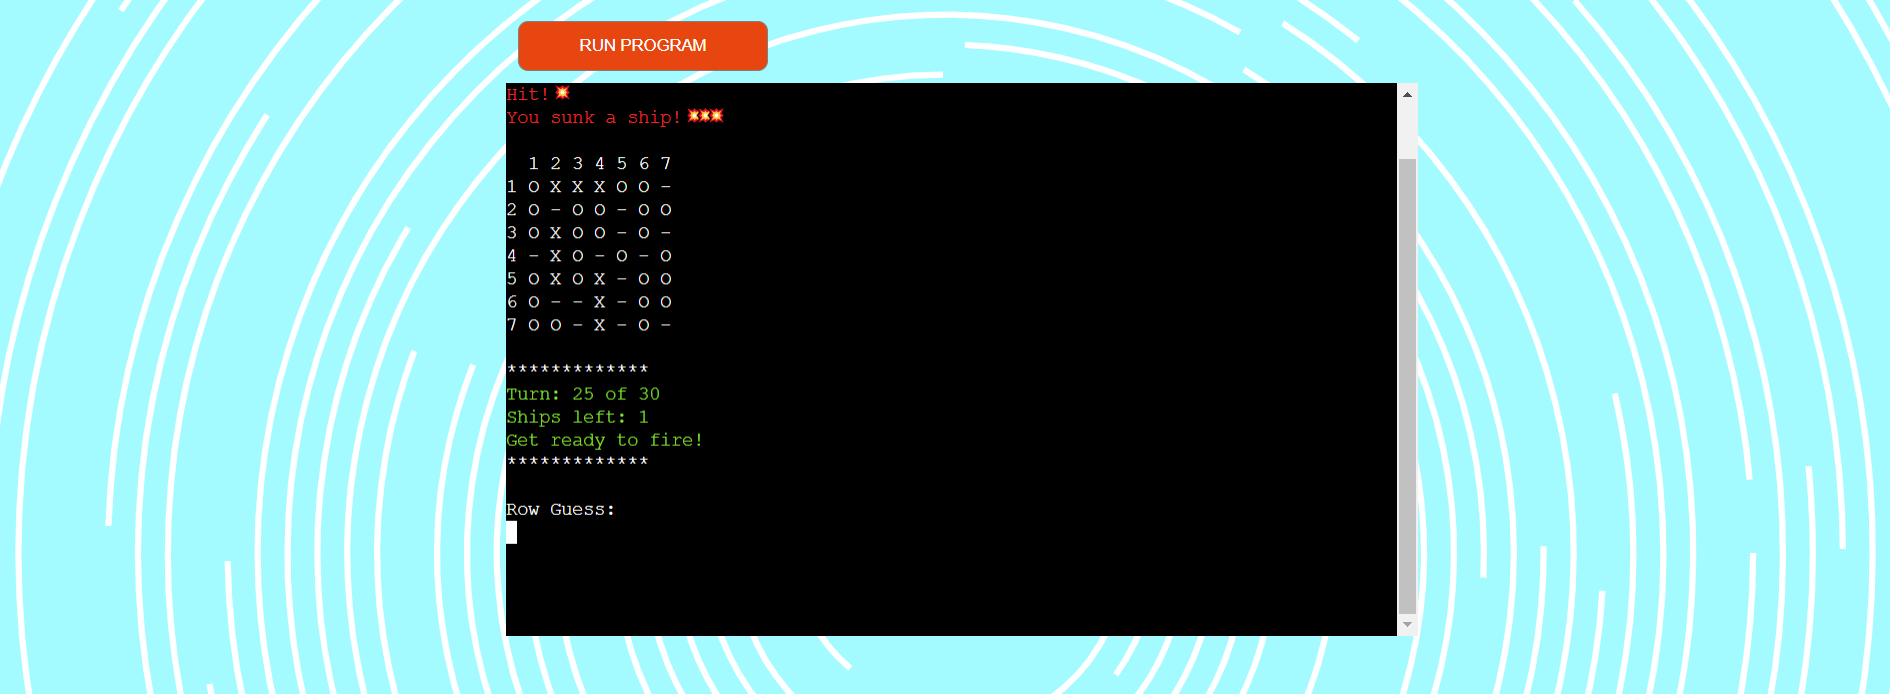 RUN PROGRAM
Hit!💥
You sunk a ship!💥💥💥
  1 2 3 4 5 6 7
1 O X X X O O -
2 O - O O - O O
3 O X O O - O -
4 - X O - O - O
5 O X O X - O O
6 O - - X - O O
7 O O - X - O -
*************
Turn: 25 of 30
Ships left: 1
Get ready to fire!
*************
Row Guess: